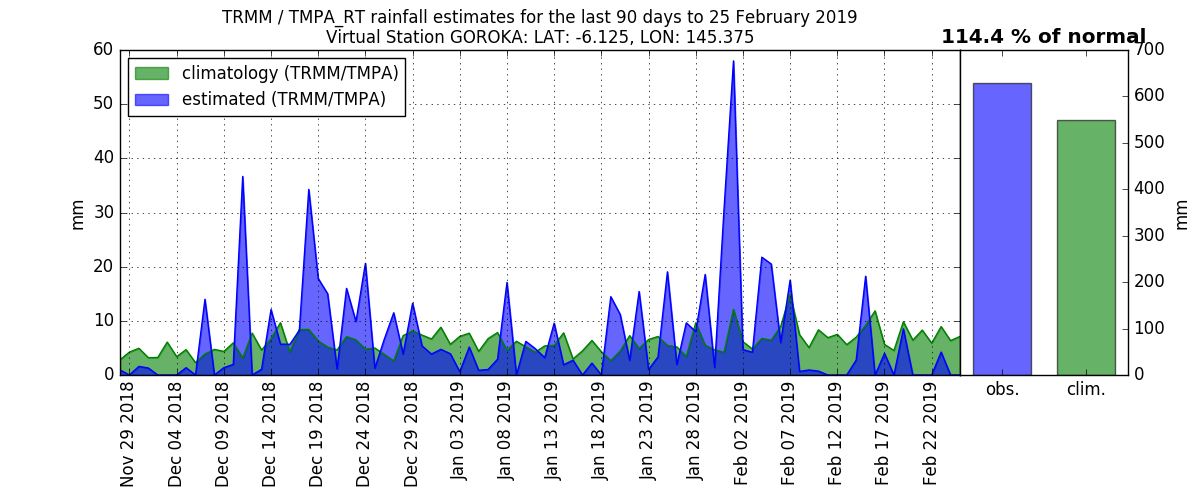 TRMM / TMPA_RT rainfall estimates for the last 90 days to 25 February 2019
Virtual Station GOROKA: LAT: -6.125, LON: 145.375
114.4 % of normal
climatology (TRMM/TMPA)
estimated (TRMM/TMPA)
60
50
40
30
20
10
0
mm
700
600
500
400
300
200
100
0
mm
Nov 29 2018
Dec 04 2018
Dec 09 2018
Dec 14 2018
Dec 19 2018
Dec 24 2018
Dec 29 2018
Jan 03 2019
Jan 08 2019
Jan 13 2019
Jan 18 2019
Jan 23 2019
Jan 28 2019
Feb 02 2019
Feb 07 2019
Feb 12 2019
Feb 17 2019
Feb 22 2019
obs.
clim.